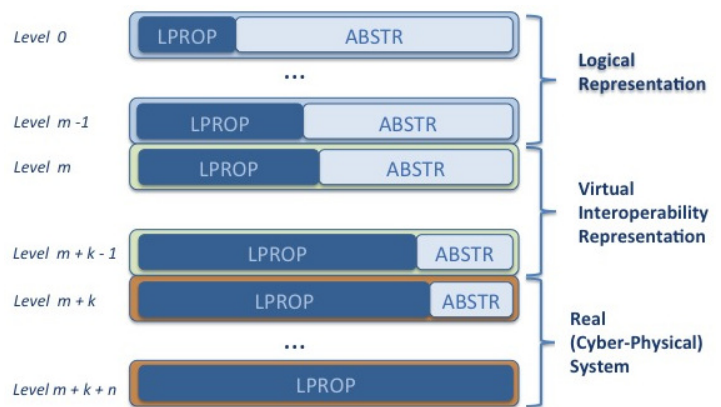 Level 0 LPROP ABSTR
...
Logical
Representation
Level m -1 LPROP ABSTR
Level m LPROP ABSTR
Virtual
Interoperability
Representation
Level m + k - 1 LPROP ABSTR
Level m + k LPROP ABSTR
Real
(Cyber-Physical)
System
...
Level m + k + n LPROP